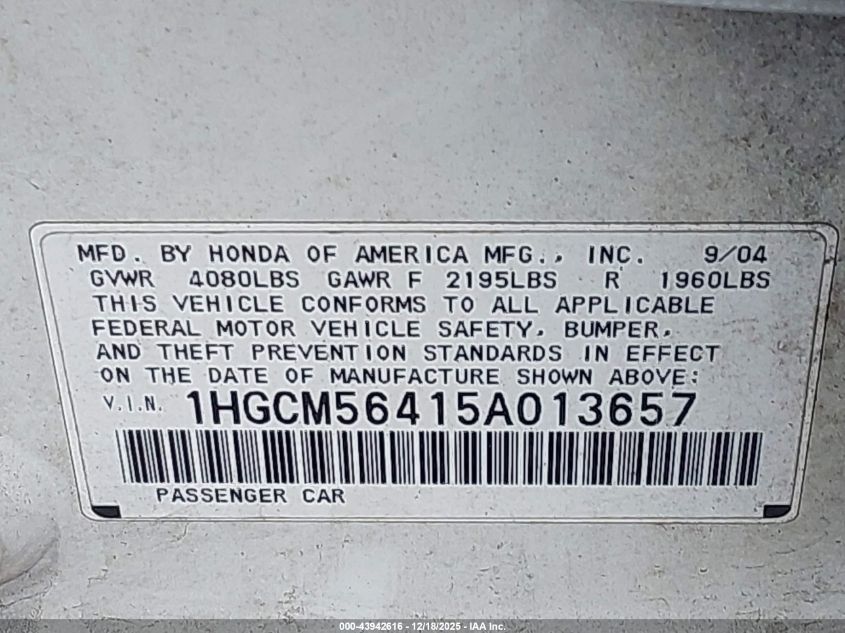 MFD. BY HONDA OF AMERICA MFG., INC. 9/04
GVWR 4080LBS GAWR F 2195LBS R 1960LBS
THIS VEHICLE CONFORMS TO ALL APPLICABLE
FEDERAL MOTOR VEHICLE SAFETY, BUMPER,
AND THEFT PREVENTION STANDARDS IN EFFECT
ON THE DATE OF MANUFACTURE SHOWN ABOVE:
V.I.N. 1HGCM56415A013657
PASSENGER CAR
000-43942616 - 12/18/2025 - IAA Inc.